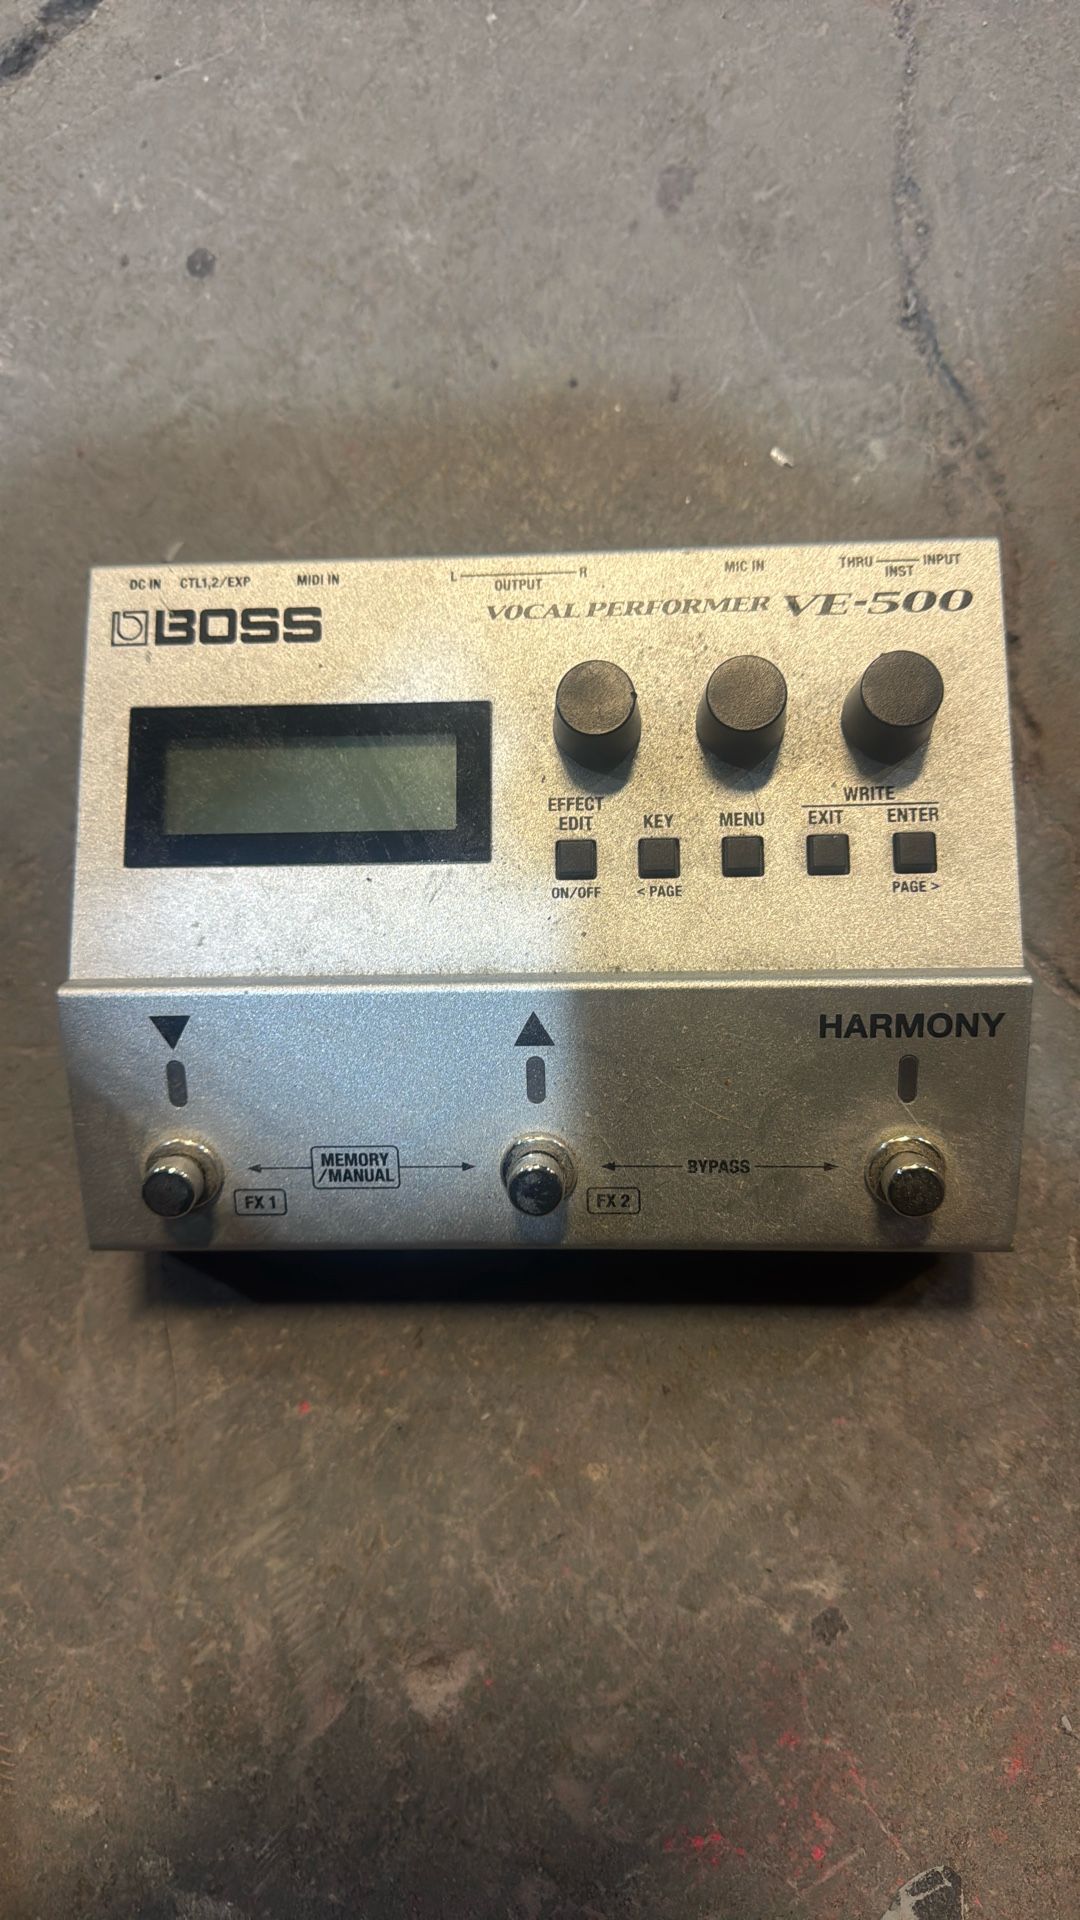 DC IN CTL1,2/EXP MIDI IN L OUTPUT R MIC IN THRU INST INPUT
BOSS VOCAL PERFORMER VE-500
WRITE
EFFECT EDIT KEY MENU EXIT ENTER
ON/OFF < PAGE PAGE >
HARMONY
MEMORY /MANUAL BYPASS
FX 1 FX 2